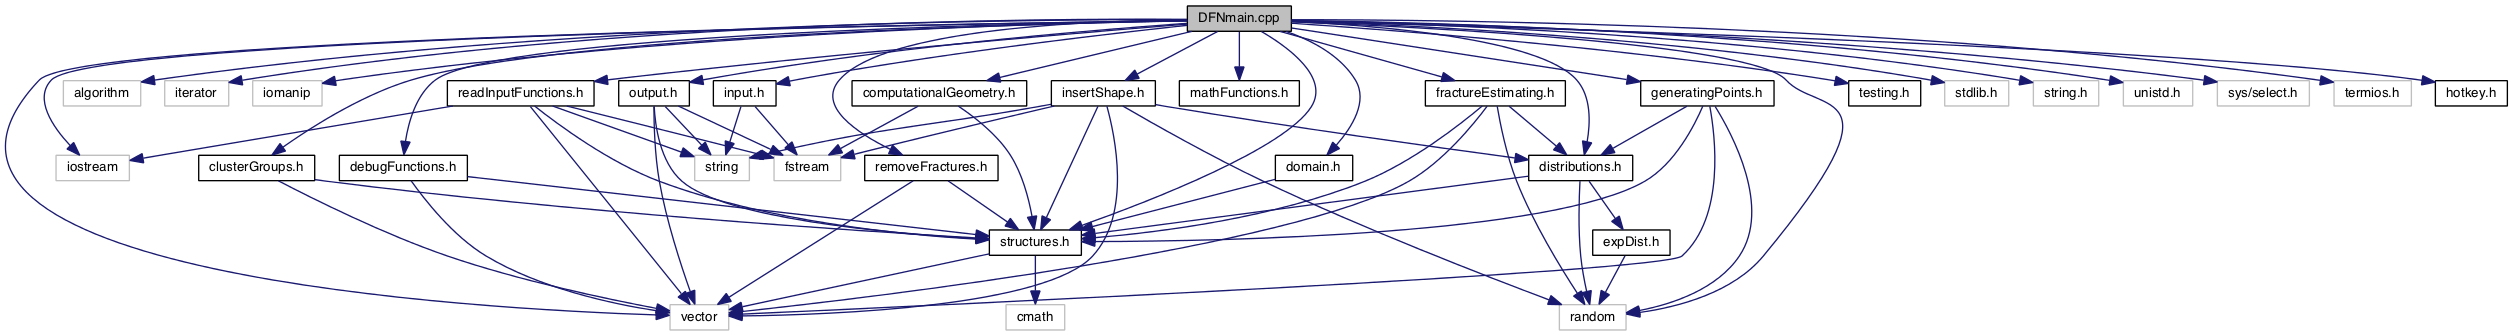 DFNmain.cpp
algorithm
iterator
iomanip
readInputFunctions.h
output.h
input.h
computationalGeometry.h
insertShape.h
mathFunctions.h
fractureEstimating.h
generatingPoints.h
testing.h
stdlib.h
string.h
unistd.h
sys/select.h
termios.h
hotkey.h
iostream
clusterGroups.h
debugFunctions.h
string
fstream
removeFractures.h
domain.h
distributions.h
structures.h
expDist.h
vector
cmath
random